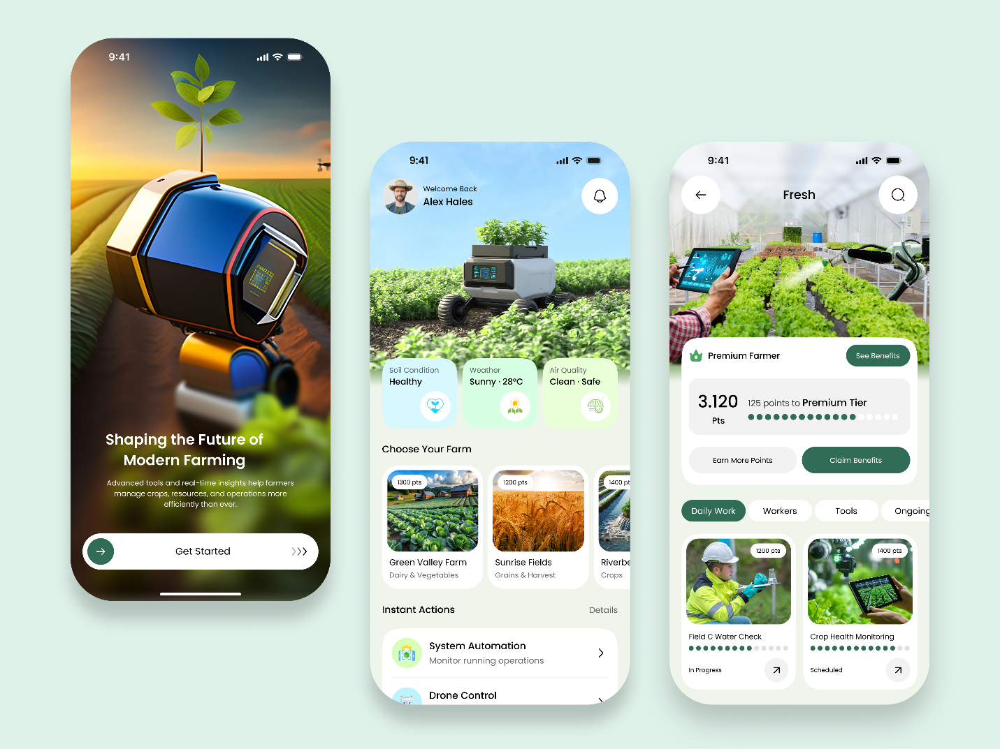 9:41
Shaping the Future of
Modern Farming
Advanced tools and real-time insights help farmers
manage crops, resources, and operations more
efficiently than ever.
Get Started
9:41
Welcome Back
Alex Hales
Soil Condition
Healthy
Weather
Sunny · 28°C
Air Quality
Clean · Safe
Choose Your Farm
1300 pts
Green Valley Farm
Dairy & Vegetables
1200 pts
Sunrise Fields
Grains & Harvest
1400 pt
Riverbe
Crops
Instant Actions
Details
System Automation
Monitor running operations
Drone Control
9:41
Fresh
Premium Farmer
See Benefits
3.120
Pts
125 points to Premium Tier
Earn More Points
Claim Benefits
Daily Work
Workers
Tools
Ongoing
1200 pts
Field C Water Check
In Progress
1400 pts
Crop Health Monitoring
Scheduled